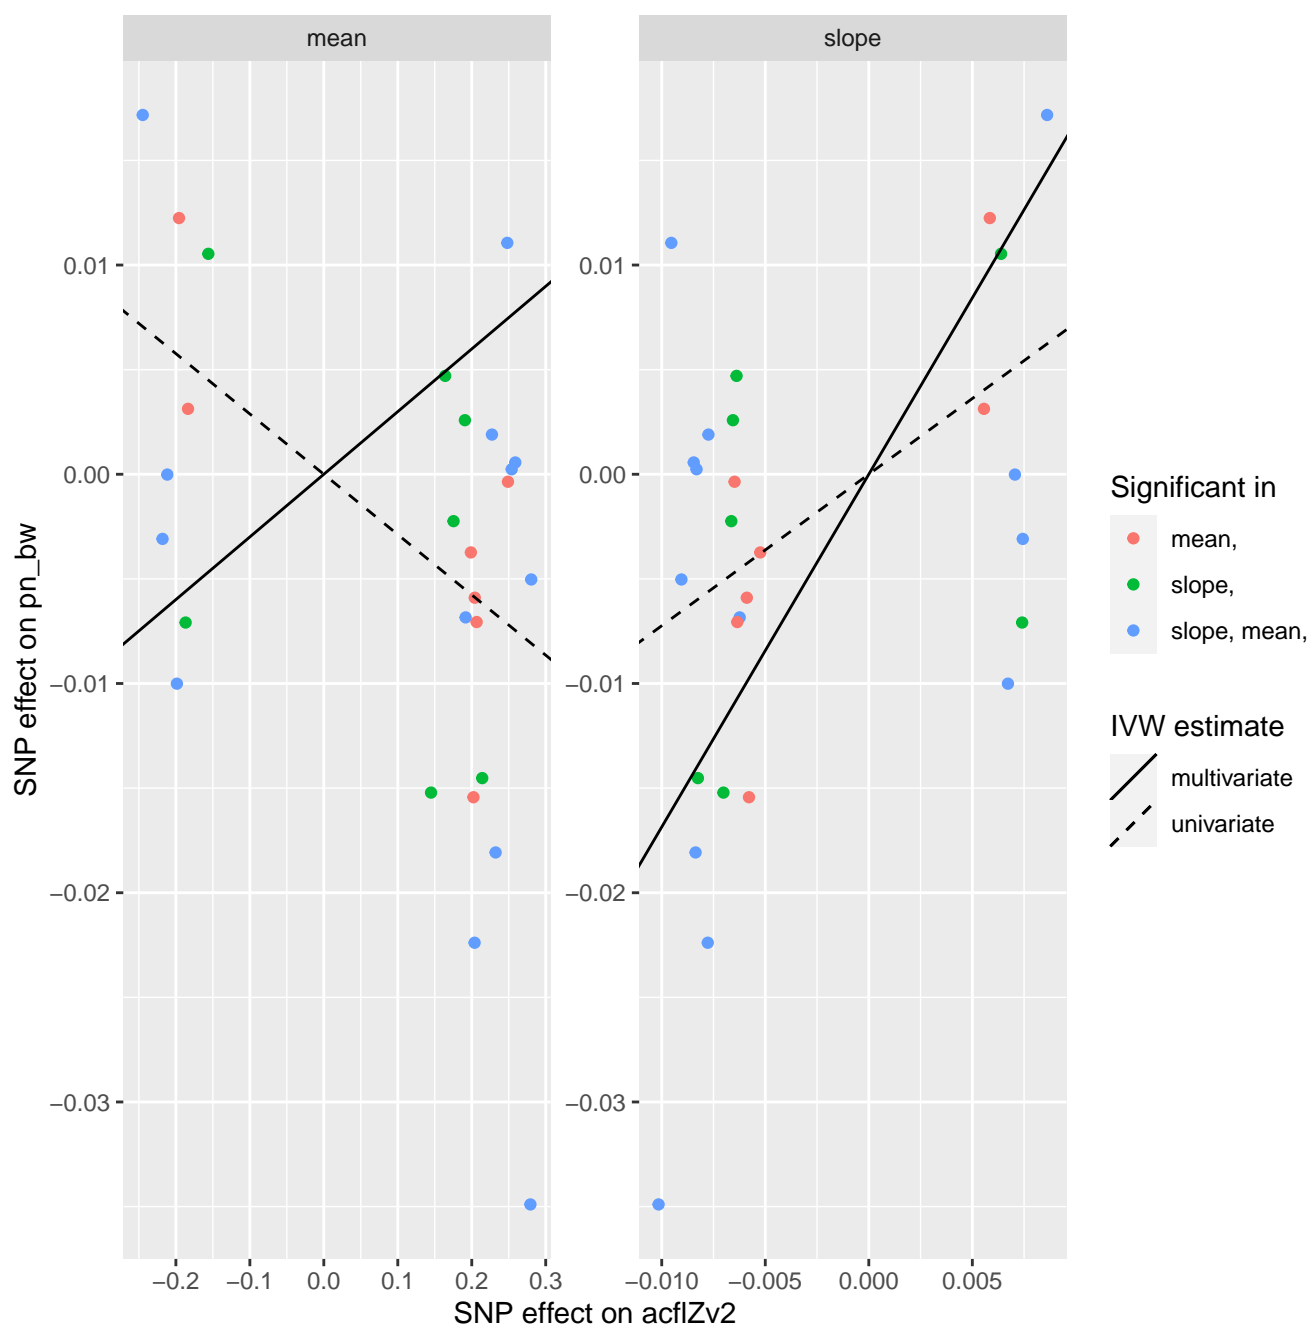 mean
slope
SNP effect on pn_bw
0.01
0.00
−0.01
−0.02
−0.03
0.01
0.00
−0.01
−0.02
−0.03
−0.2
−0.1
0.0
0.1
0.2
0.3
−0.010
−0.005
0.000
0.005
SNP effect on acflZv2
Significant in
mean,
slope,
slope, mean,
IVW estimate
multivariate
univariate